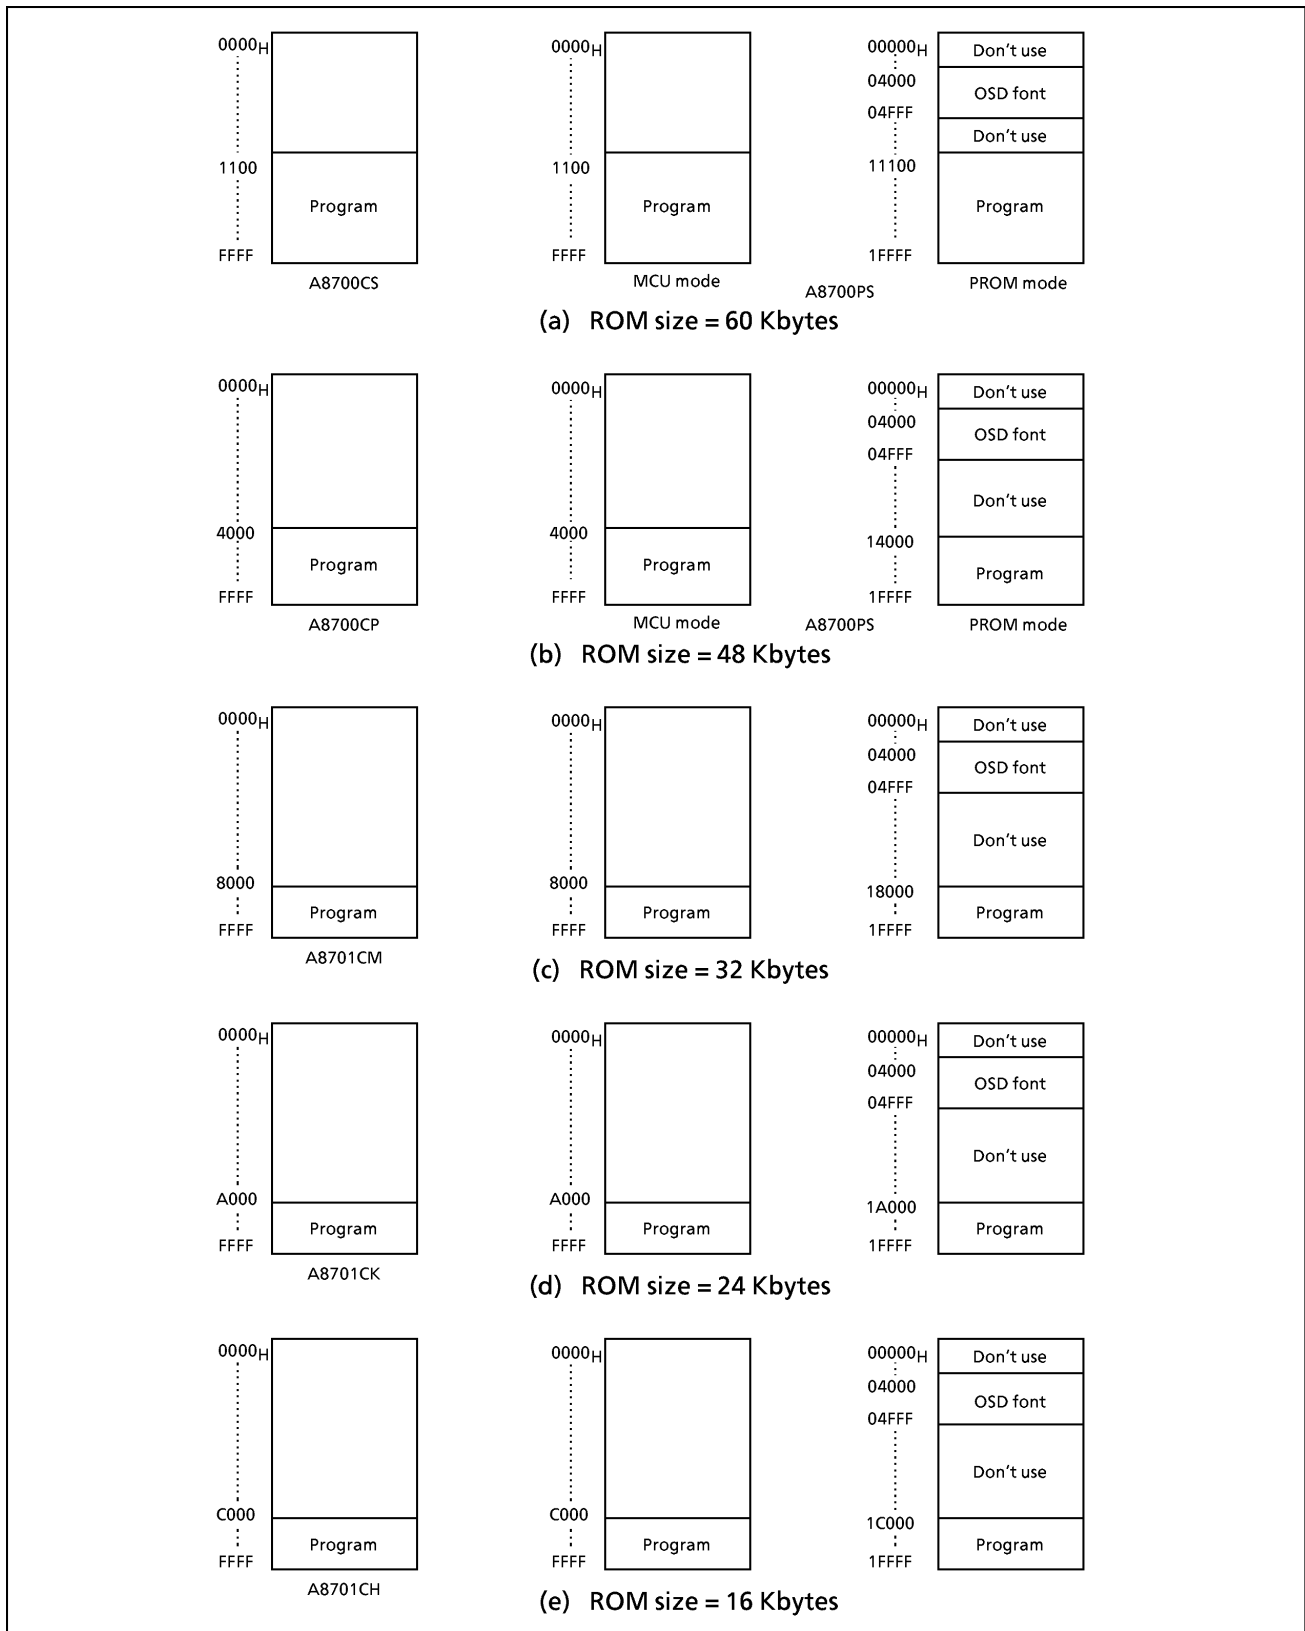 0000H 0000H 00000H Don't use
04000
OSD font
04FFF
Don't use
1100 1100 11100
Program Program Program
FFFF FFFF 1FFFF
A8700CS MCU mode A8700PS PROM mode
(a) ROM size = 60 Kbytes
0000H 0000H 00000H Don't use
04000
OSD font
04FFF
Don't use
4000 4000 14000
Program Program Program
FFFF FFFF 1FFFF
A8700CP MCU mode A8700PS PROM mode
(b) ROM size = 48 Kbytes
0000H 0000H 00000H Don't use
04000
OSD font
04FFF
Don't use
8000 8000 18000
Program Program Program
FFFF FFFF 1FFFF
A8701CM
(c) ROM size = 32 Kbytes
0000H 0000H 00000H Don't use
04000
OSD font
04FFF
Don't use
A000 A000 1A000
Program Program Program
FFFF FFFF 1FFFF
A8701CK
(d) ROM size = 24 Kbytes
0000H 0000H 00000H Don't use
04000
OSD font
04FFF
Don't use
C000 C000 1C000
Program Program Program
FFFF FFFF 1FFFF
A8701CH
(e) ROM size = 16 Kbytes